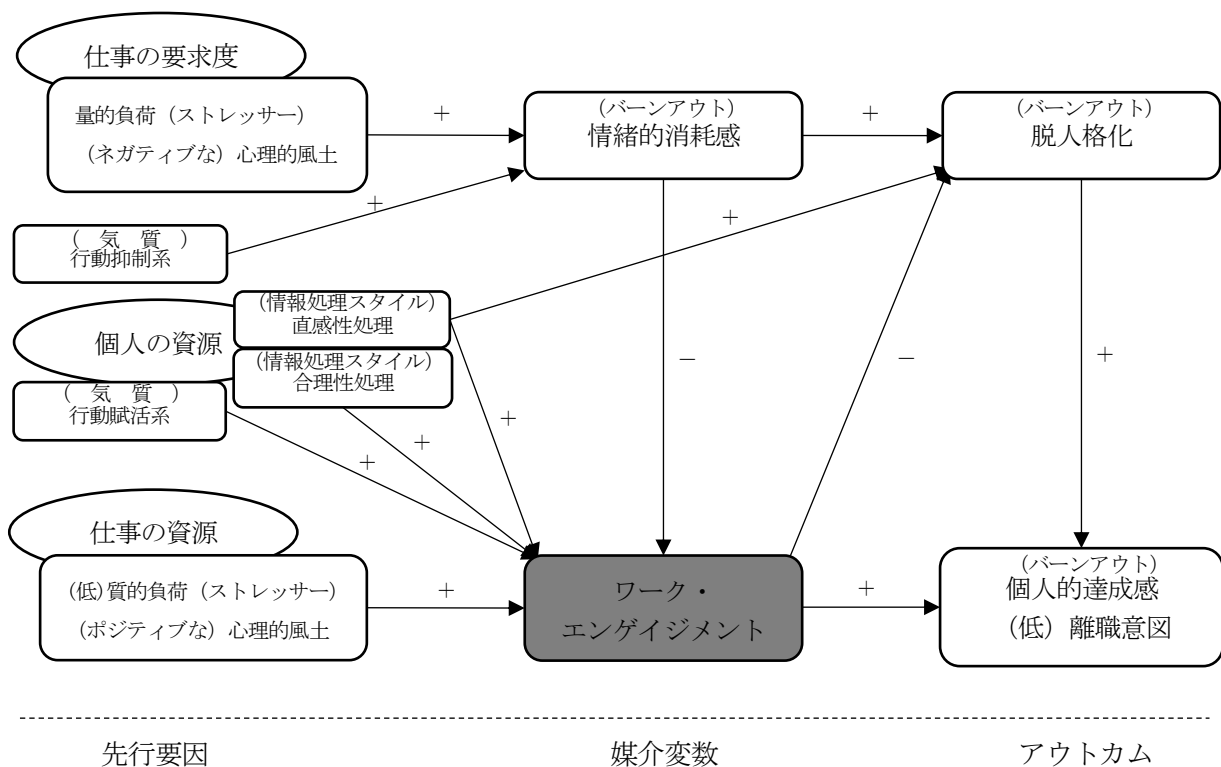 仕事の要求度
量的負荷（ストレッサー）
（ネガティブな）心理的風土
＋
（バーンアウト）
情緒的消耗感
＋
（バーンアウト）
脱人格化
（　気　質　）
行動抑制系
＋
＋
個人の資源
（情報処理スタイル）
直感性処理
（情報処理スタイル）
合理性処理
（　気　質　）
行動賦活系
－
－
＋
＋
＋
＋
仕事の資源
（低）質的負荷（ストレッサー）
（ポジティブな）心理的風土
＋
ワーク・
エンゲイジメント
＋
（バーンアウト）
個人的達成感
（低）離職意図
先行要因
媒介変数
アウトカム